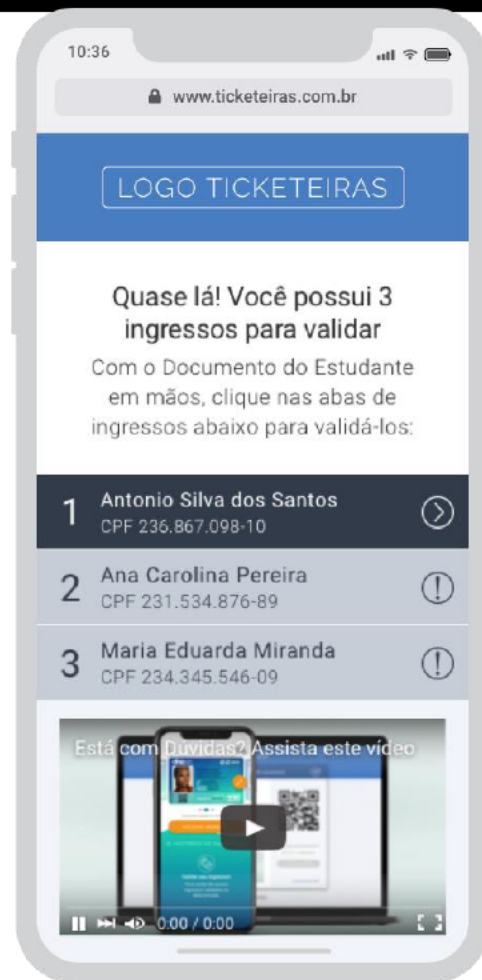 10:36
www.ticketeiras.com.br
LOGO TICKETEIRAS
Quase lá! Você possui 3
ingressos para validar
Com o Documento do Estudante
em mãos, clique nas abas de
ingressos abaixo para validá-los:
1
Antonio Silva dos Santos
CPF 236.867.098-10
2
Ana Carolina Pereira
CPF 231.534.876-89
3
Maria Eduarda Miranda
CPF 234.345.546-09
Está com Dúvidas? Assista este vídeo
0:00 / 0:00